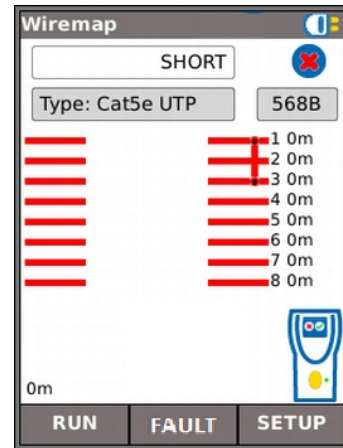 Wiremap
SHORT
Type: Cat5e UTP 568B
1 0m
2 0m
3 0m
4 0m
5 0m
6 0m
7 0m
8 0m
0m
RUN FAULT SETUP